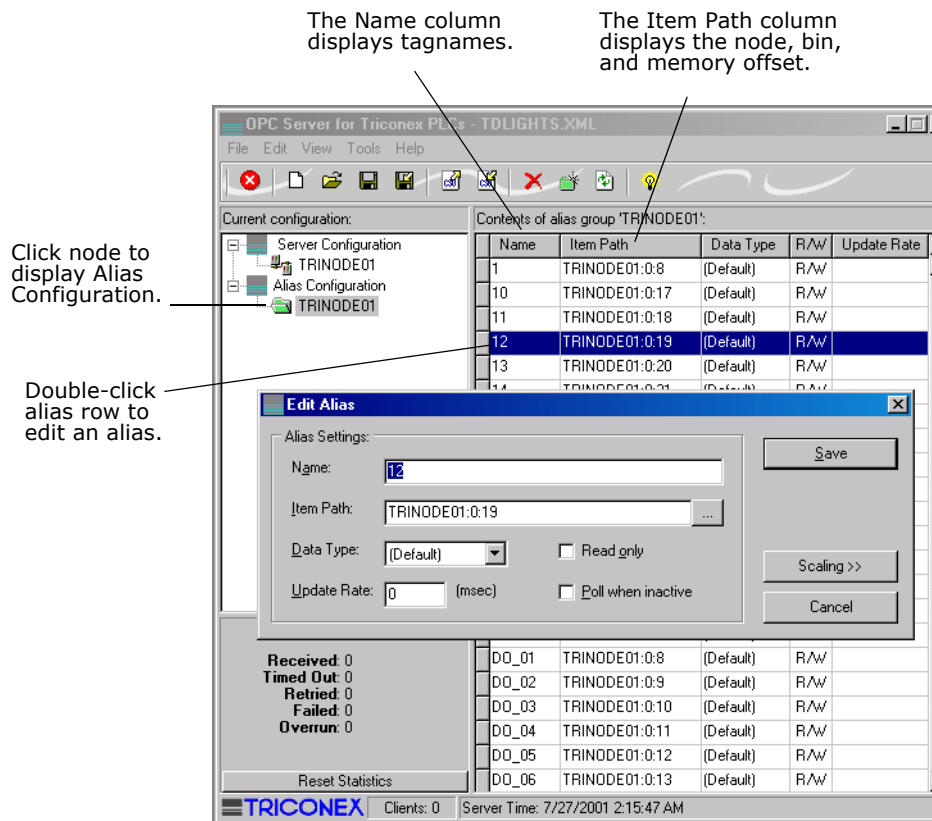 The Name column
displays tagnames.
The Item Path column
displays the node, bin,
and memory offset.
Click node to
display Alias
Configuration.
Double-click
alias row to
edit an alias.
OPC Server for Triconex PLCs - TDLIGHTS.XML
File Edit View Tools Help
Current configuration:
Server Configuration
TRINODE01
Alias Configuration
TRINODE01
Contents of alias group 'TRINODE01':
Name Item Path Data Type R/W Update Rate
1 TRINODE01:0:8 (Default) R/W
10 TRINODE01:0:17 (Default) R/W
11 TRINODE01:0:18 (Default) R/W
12 TRINODE01:0:19 (Default) R/W
13 TRINODE01:0:20 (Default) R/W
14 TRINODE01:0:21 (Default) R/W
Edit Alias
Alias Settings:
Name: 12
Item Path: TRINODE01:0:19 ...
Data Type: (Default) Read only
Update Rate: 0 (msec) Poll when inactive
Save
Scaling >>
Cancel
Received: 0
Timed Out: 0
Retried: 0
Failed: 0
Overrun: 0
Reset Statistics
DO_01 TRINODE01:0:8 (Default) R/W
DO_02 TRINODE01:0:9 (Default) R/W
DO_03 TRINODE01:0:10 (Default) R/W
DO_04 TRINODE01:0:11 (Default) R/W
DO_05 TRINODE01:0:12 (Default) R/W
DO_06 TRINODE01:0:13 (Default) R/W
TRICONEX Clients: 0 Server Time: 7/27/2001 2:15:47 AM